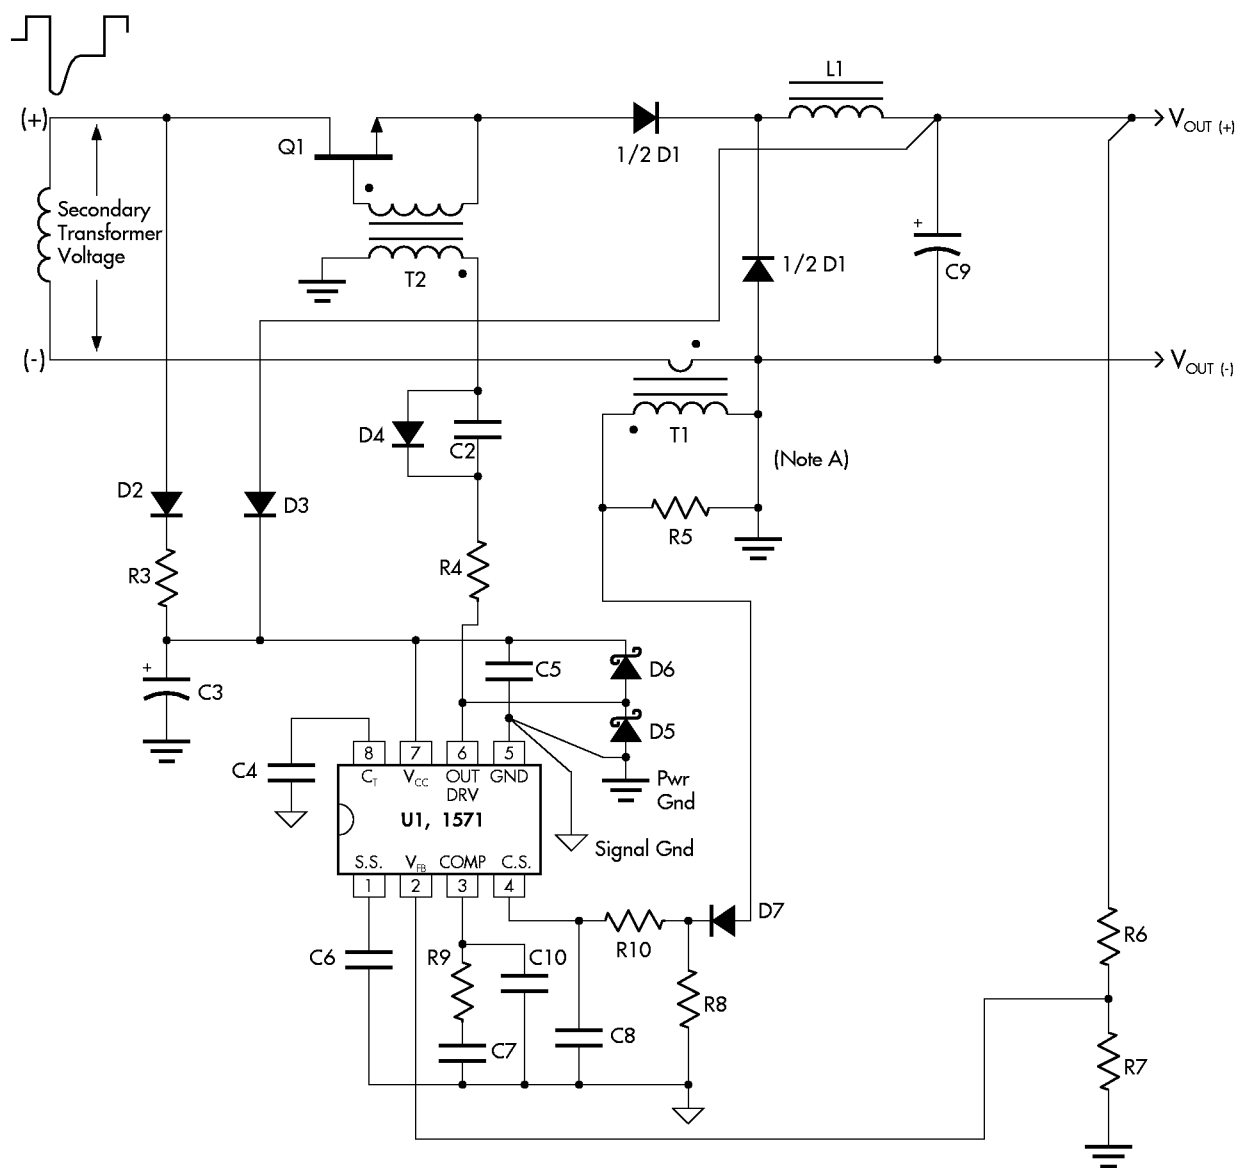 L1
(+)
V OUT (+)
Q1
1/2 D1
Secondary
Transformer
Voltage
+
1/2 D1
C9
T2
(-)
V OUT (-)
D4
C2
T1
(Note A)
D2
D3
R5
R3
R4
+
C3
C5
D6
D5
8 7 6 5
C4
CT VCC OUT GND
DRV
Pwr
Gnd
U1, 1571
Signal Gnd
S.S. VFB COMP C.S.
1 2 3 4
D7
C6
R9
C10
R10
R6
R8
C8
C7
R7